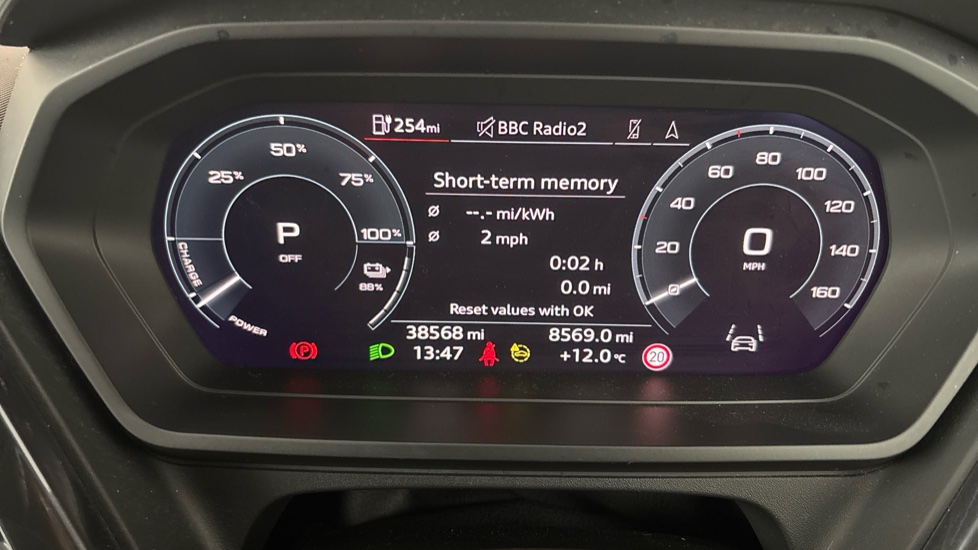 254mi BBC Radio2
50%
25% 75%
100%
P
OFF
88%
CHARGE
POWER
Short-term memory
Ø --.- mi/kWh
Ø 2 mph
0:02 h
0.0 mi
Reset values with OK
38568 mi 8569.0 mi
13:47 +12.0 °C
P
20
0 20 40 60 80 100 120 140 160
0
MPH